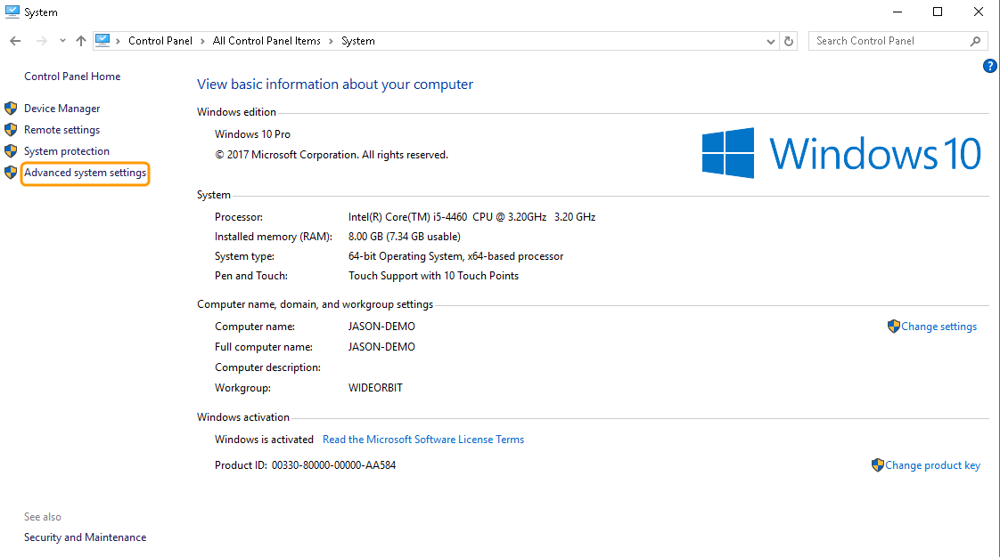 System
Control Panel > All Control Panel Items > System
Search Control Panel
?
Control Panel Home
Device Manager
Remote settings
System protection
Advanced system settings
View basic information about your computer
Windows edition
Windows 10 Pro
© 2017 Microsoft Corporation. All rights reserved.
Windows 10
System
Processor: Intel(R) Core(TM) i5-4460 CPU @ 3.20GHz 3.20 GHz
Installed memory (RAM): 8.00 GB (7.34 GB usable)
System type: 64-bit Operating System, x64-based processor
Pen and Touch: Touch Support with 10 Touch Points
Computer name, domain, and workgroup settings
Computer name: JASON-DEMO
Change settings
Full computer name: JASON-DEMO
Computer description:
Workgroup: WIDEORBIT
Windows activation
Windows is activated Read the Microsoft Software License Terms
Product ID: 00330-80000-00000-AA584
Change product key
See also
Security and Maintenance